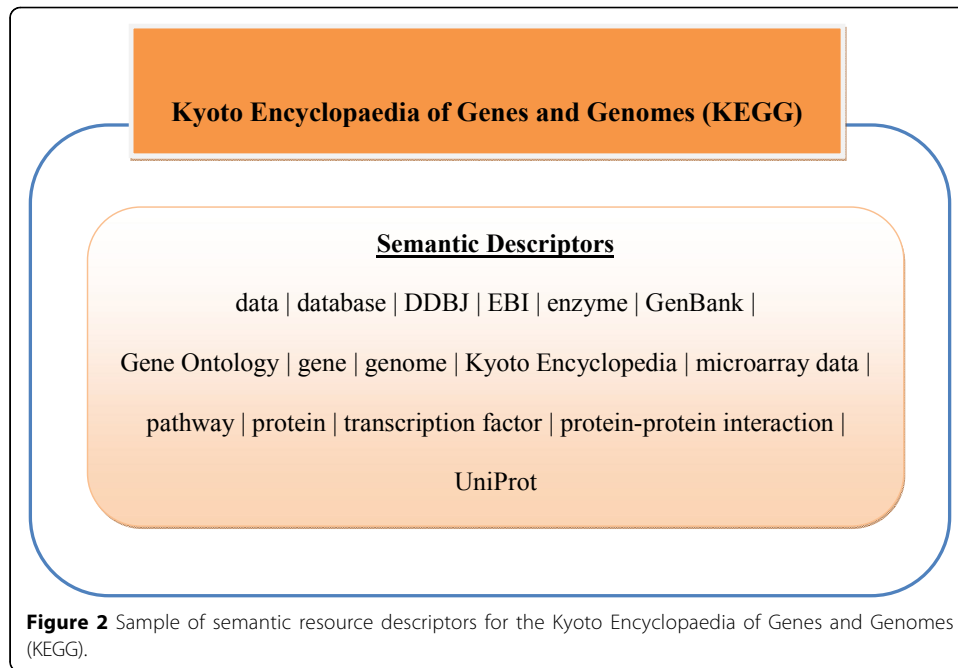 Kyoto Encyclopaedia of Genes and Genomes (KEGG)
Semantic Descriptors
data | database | DDBJ | EBI | enzyme | GenBank |
Gene Ontology | gene | genome | Kyoto Encyclopedia | microarray data |
pathway | protein | transcription factor | protein-protein interaction |
UniProt
Figure 2 Sample of semantic resource descriptors for the Kyoto Encyclopaedia of Genes and Genomes
(KEGG).